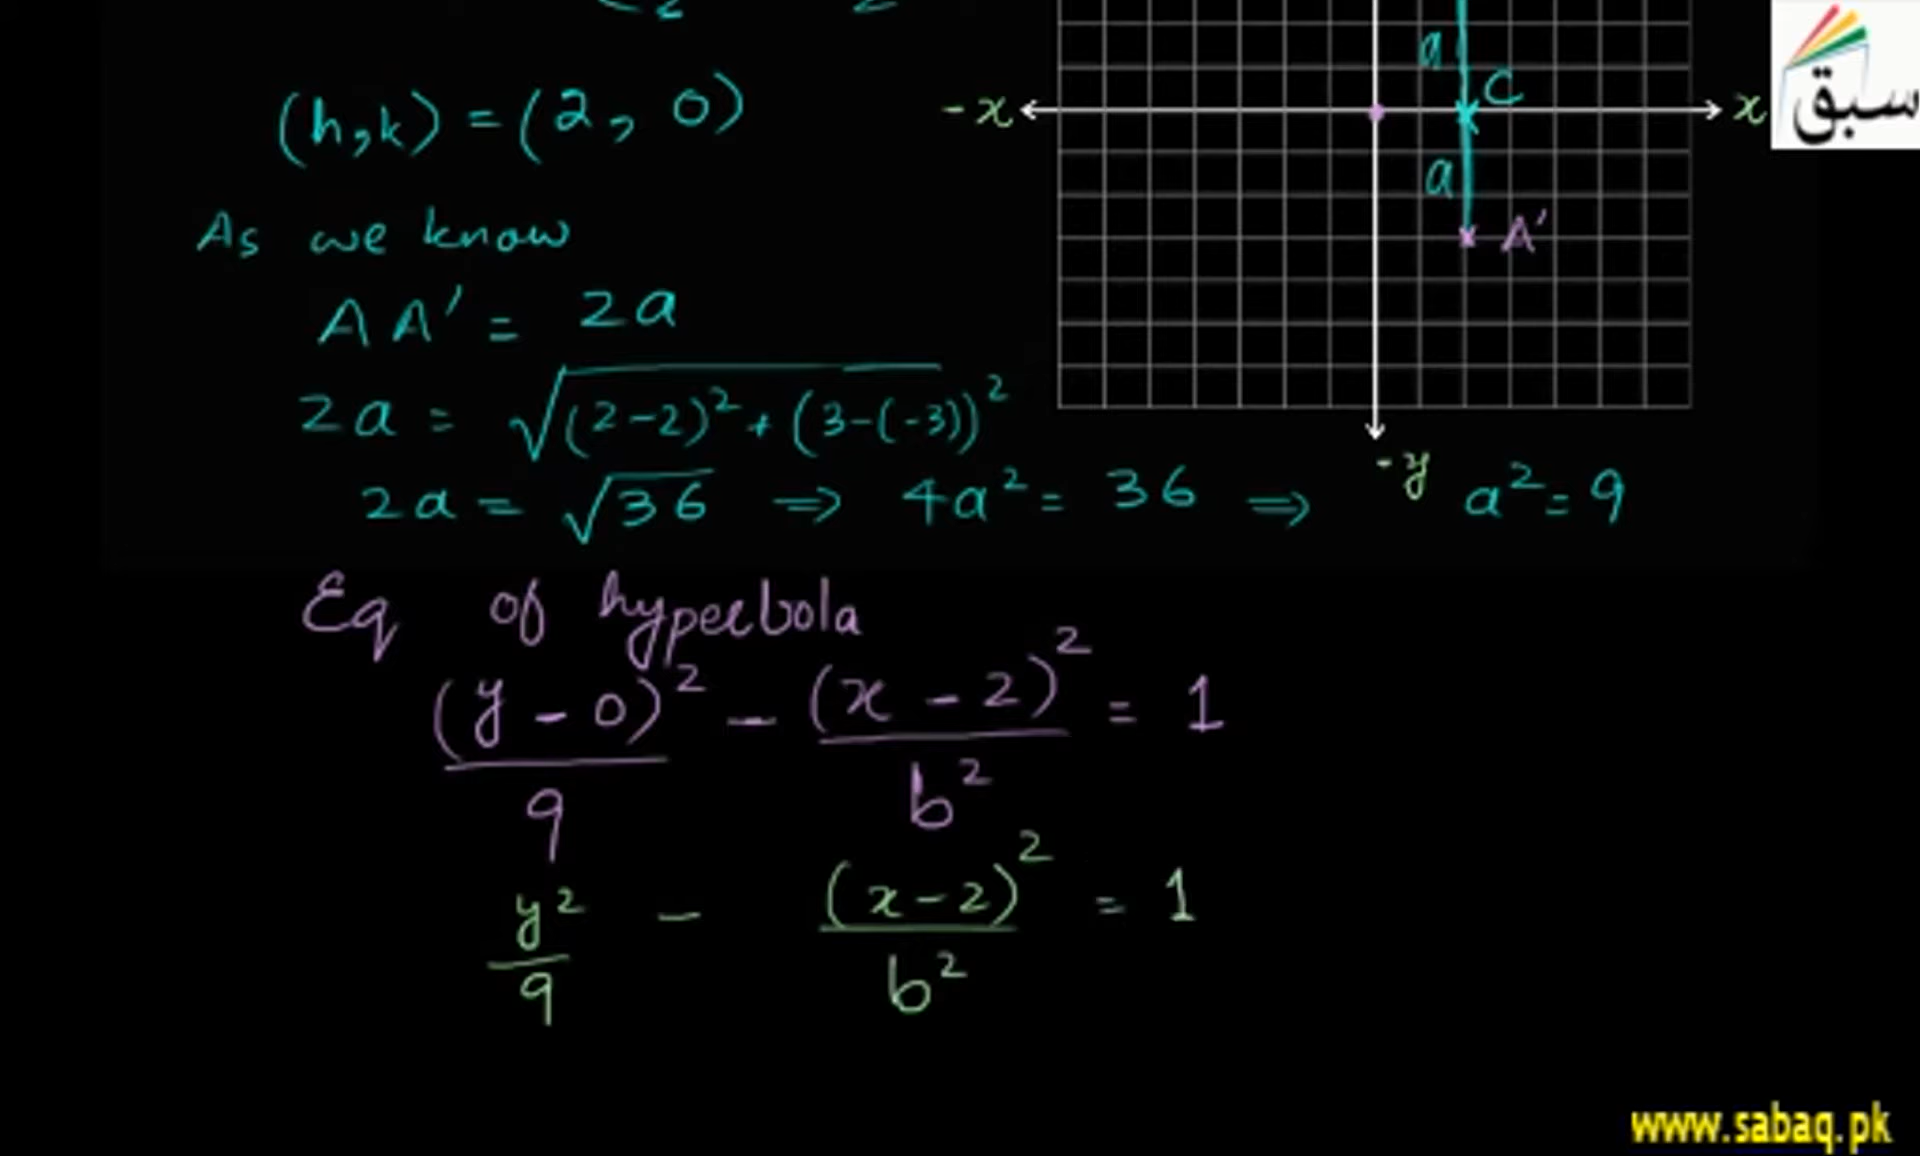 a
C
-x x
سبق
(h,k) = (2, 0)
a
As we know
A'
AA' = 2a
2a = √(2-2)² + (3-(-3))²
-y
2a = √36 ⇒ 4a² = 36 ⇒ a² = 9
Eq of hyperbola
(y - 0)²/9 - (x - 2)²/b² = 1
y²/9 - (x-2)²/b² = 1
www.sabaq.pk